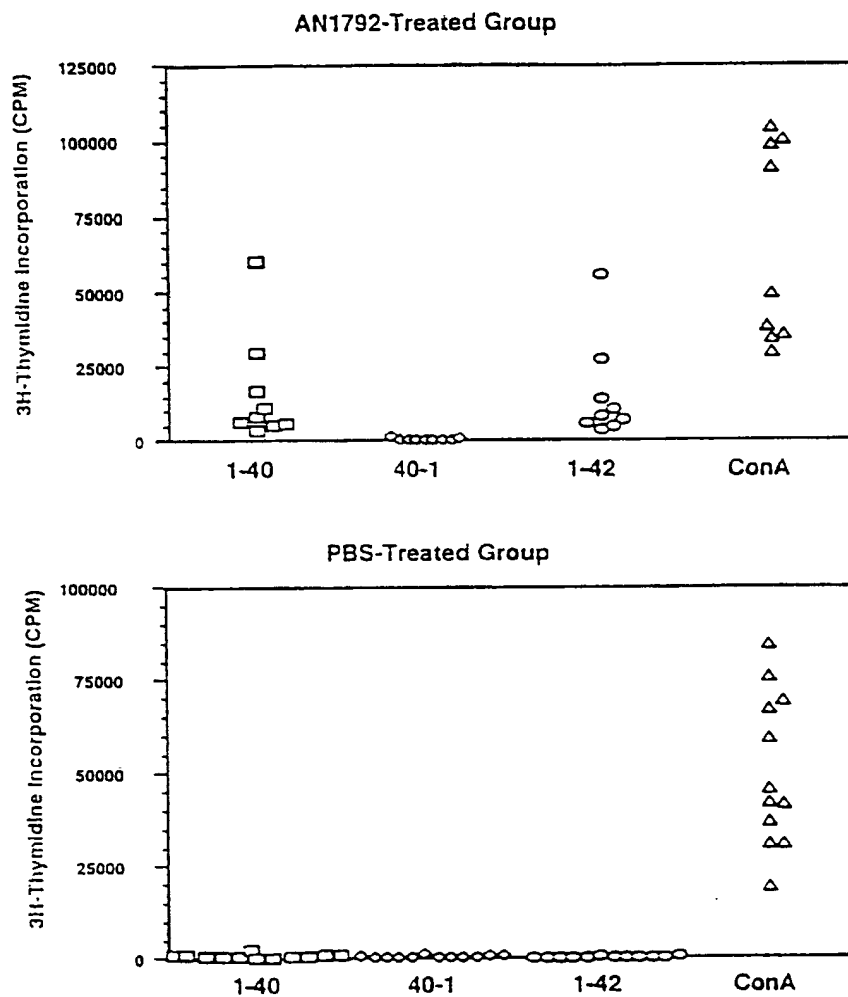 AN1792-Treated Group
3H-Thymidine Incorporation (CPM)
125000
100000
75000
50000
25000
0
1-40
40-1
1-42
ConA
PBS-Treated Group
3H-Thymidine Incorporation (CPM)
100000
75000
50000
25000
0
1-40
40-1
1-42
ConA